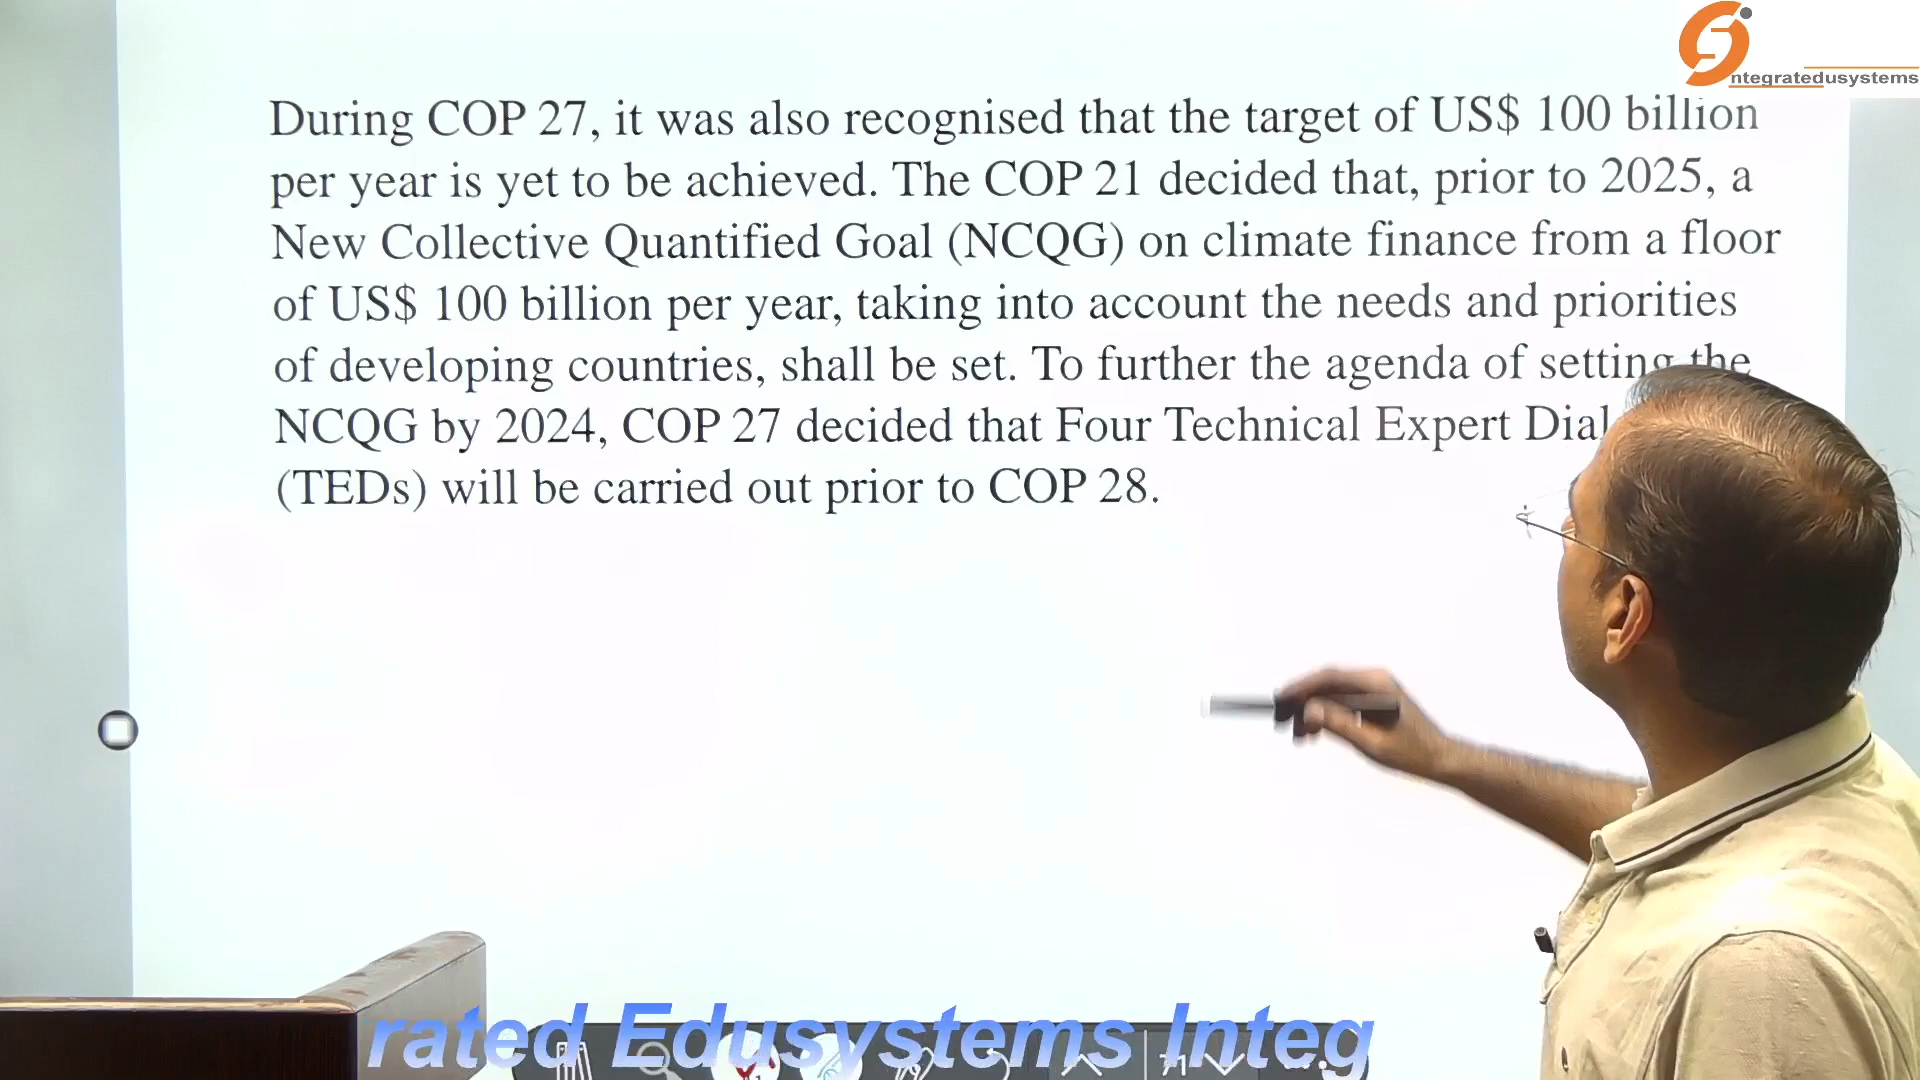 ntegratedusystems
During COP 27, it was also recognised that the target of US$ 100 billion
per year is yet to be achieved. The COP 21 decided that, prior to 2025, a
New Collective Quantified Goal (NCQG) on climate finance from a floor
of US$ 100 billion per year, taking into account the needs and priorities
of developing countries, shall be set. To further the agenda of setting the
NCQG by 2024, COP 27 decided that Four Technical Expert Dial
(TEDs) will be carried out prior to COP 28.
rated Edusystems Integ